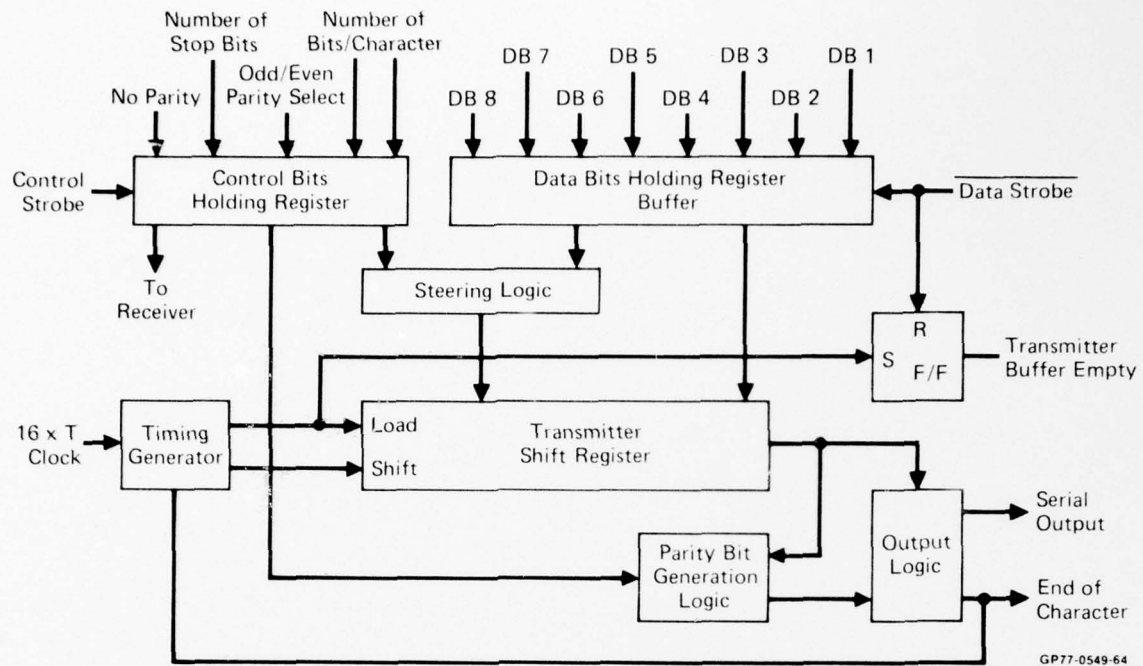 Number of
Stop Bits
Number of
Bits/Character
No Parity
Odd/Even
Parity Select
DB 8
DB 7
DB 6
DB 5
DB 4
DB 3
DB 2
DB 1
Control
Strobe
Control Bits
Holding Register
Data Bits Holding Register
Buffer
Data Strobe
To
Receiver
Steering Logic
R
S
F/F
Transmitter
Buffer Empty
16 x T
Clock
Timing
Generator
Load
Shift
Transmitter
Shift Register
Parity Bit
Generation
Logic
Output
Logic
Serial
Output
End of
Character
GP77-0549-64